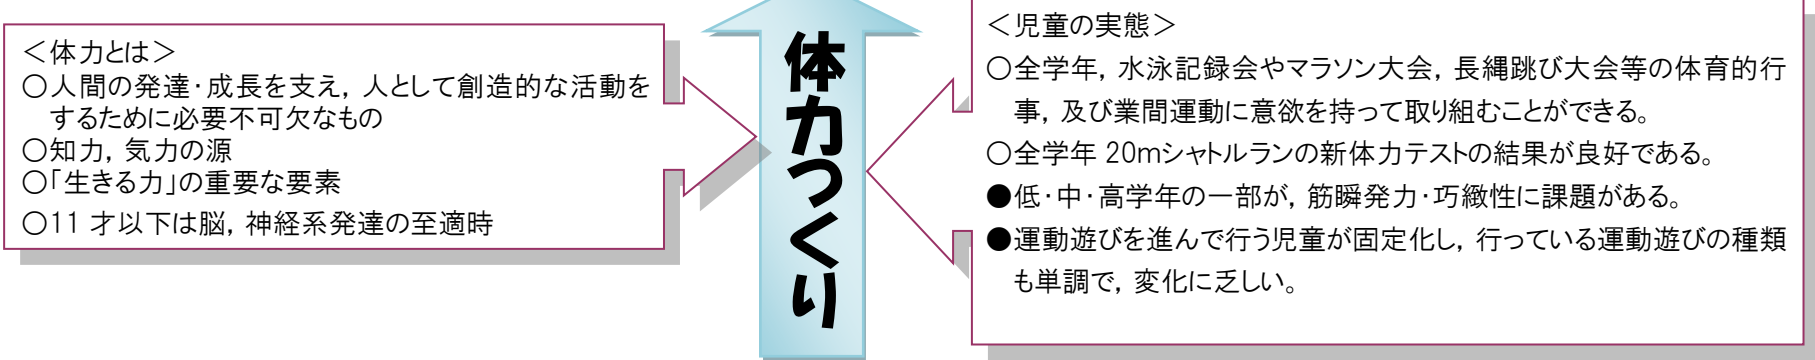 ＜体力とは＞
○人間の発達・成長を支え，人として創造的な活動を
するために必要不可欠なもの
○知力，気力の源
○「生きる力」の重要な要素
○11 才以下は脳，神経系発達の至適時
体力つくり
＜児童の実態＞
○全学年，水泳記録会やマラソン大会，長縄跳び大会等の体育的行
事，及び業間運動に意欲を持って取り組むことができる。
○全学年 20mシャトルランの新体力テストの結果が良好である。
●低・中・高学年の一部が，筋瞬発力・巧緻性に課題がある。
●運動遊びを進んで行う児童が固定化し，行っている運動遊びの種類
も単調で，変化に乏しい。